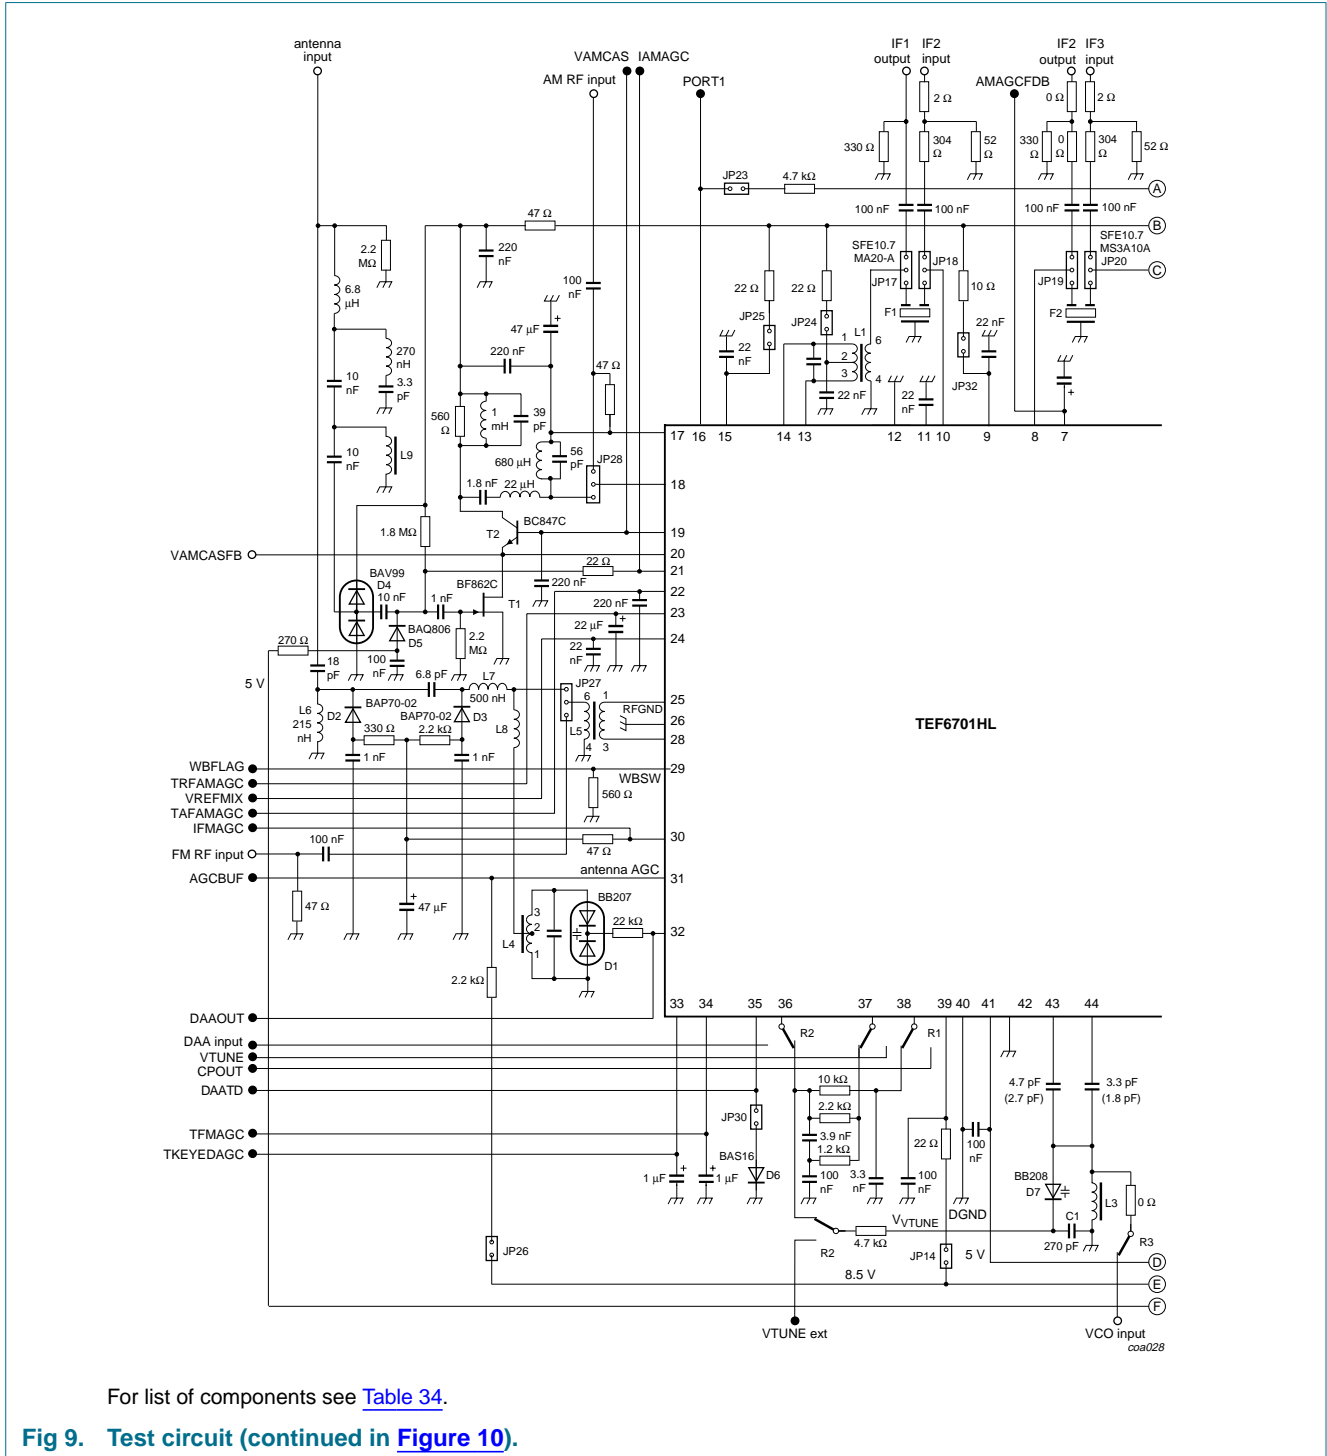 antenna
input
VAMCAS
IAMAGC
AM RF input
PORT1
IF1
output
IF2
input
AMAGCFDB
IF2
output
IF3
input
2 Ω
0 Ω
2 Ω
330 Ω
304
Ω
52
Ω
330
Ω
0
Ω
304
Ω
52 Ω
JP23
4.7 kΩ
A
100 nF
100 nF
100 nF
100 nF
47 Ω
B
2.2
MΩ
220
nF
SFE10.7
MA20-A
JP18
JP17
SFE10.7
MS3A10A
JP20
JP19
C
6.8
μH
100
nF
22 Ω
22 Ω
10 Ω
F1
F2
47 μF
+
JP25
JP24
L1
1
2
3
6
4
22 nF
270
nH
220 nF
47 Ω
22
nF
10
nF
3.3
pF
JP32
+
22 nF
22
nF
560
Ω
1
mH
39
pF
17
16
15
14
13
12
11
10
9
8
7
10
nF
L9
680 μH
56
pF
JP28
1.8 nF
22 μH
18
BC847C
T2
1.8 MΩ
19
VAMCASFB
20
22 Ω
21
BAV99
D4
10 nF
1 nF
BF862C
T1
220 nF
22
BAQ806
D5
220 nF
23
22 μF
+
270 Ω
2.2
MΩ
22
nF
24
18
pF
100
nF
5 V
6.8 pF
L7
500 nH
JP27
6
1
25
L6
215
nH
D2
BAP70-02
BAP70-02
D3
L8
L5
RFGND
26
330 Ω
2.2 kΩ
4
3
28
TEF6701HL
1 nF
1 nF
WBFLAG
29
WBSW
TRFAMAGC
560 Ω
VREFMIX
TAFAMAGC
IFMAGC
30
100 nF
47 Ω
FM RF input
antenna AGC
AGCBUF
31
BB207
47 Ω
+
47 μF
3
2
1
L4
22 kΩ
32
D1
2.2 kΩ
33
34
35
36
37
38
39
40
41
42
43
44
DAAOUT
R2
R1
DAA input
VTUNE
CPOUT
DAATD
10 kΩ
4.7 pF
(2.7 pF)
3.3 pF
(1.8 pF)
JP30
2.2 kΩ
TFMAGC
3.9 nF
22 Ω
100
nF
TKEYEDAGC
BAS16
1.2 kΩ
1 μF
+
+
1 μF
D6
100
nF
3.3
nF
100
nF
BB208
D7
L3
0 Ω
DGND
VVTUNE
C1
JP26
R2
4.7 kΩ
JP14
5 V
270 pF
R3
D
8.5 V
E
F
VTUNE ext
VCO input
coa028
For list of components see Table 34.
Fig 9. Test circuit (continued in Figure 10).